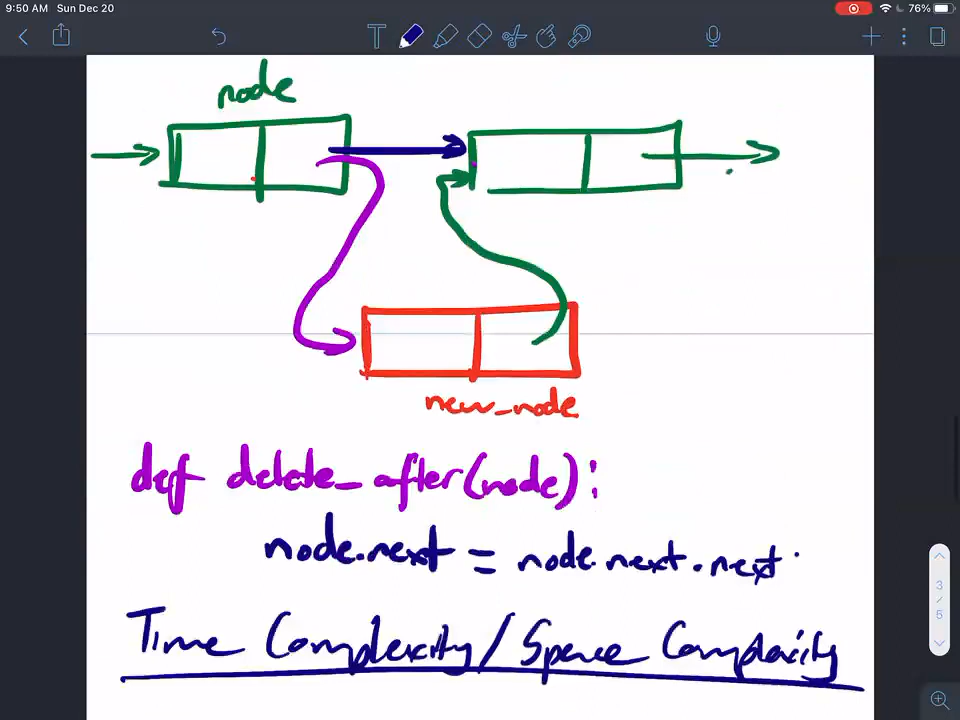 9:50 AM Sun Dec 20
76%
T
node
new_node
def delete_after(node):
node.next = node.next.next
Time Complexity/Space Complexity
3
/
5